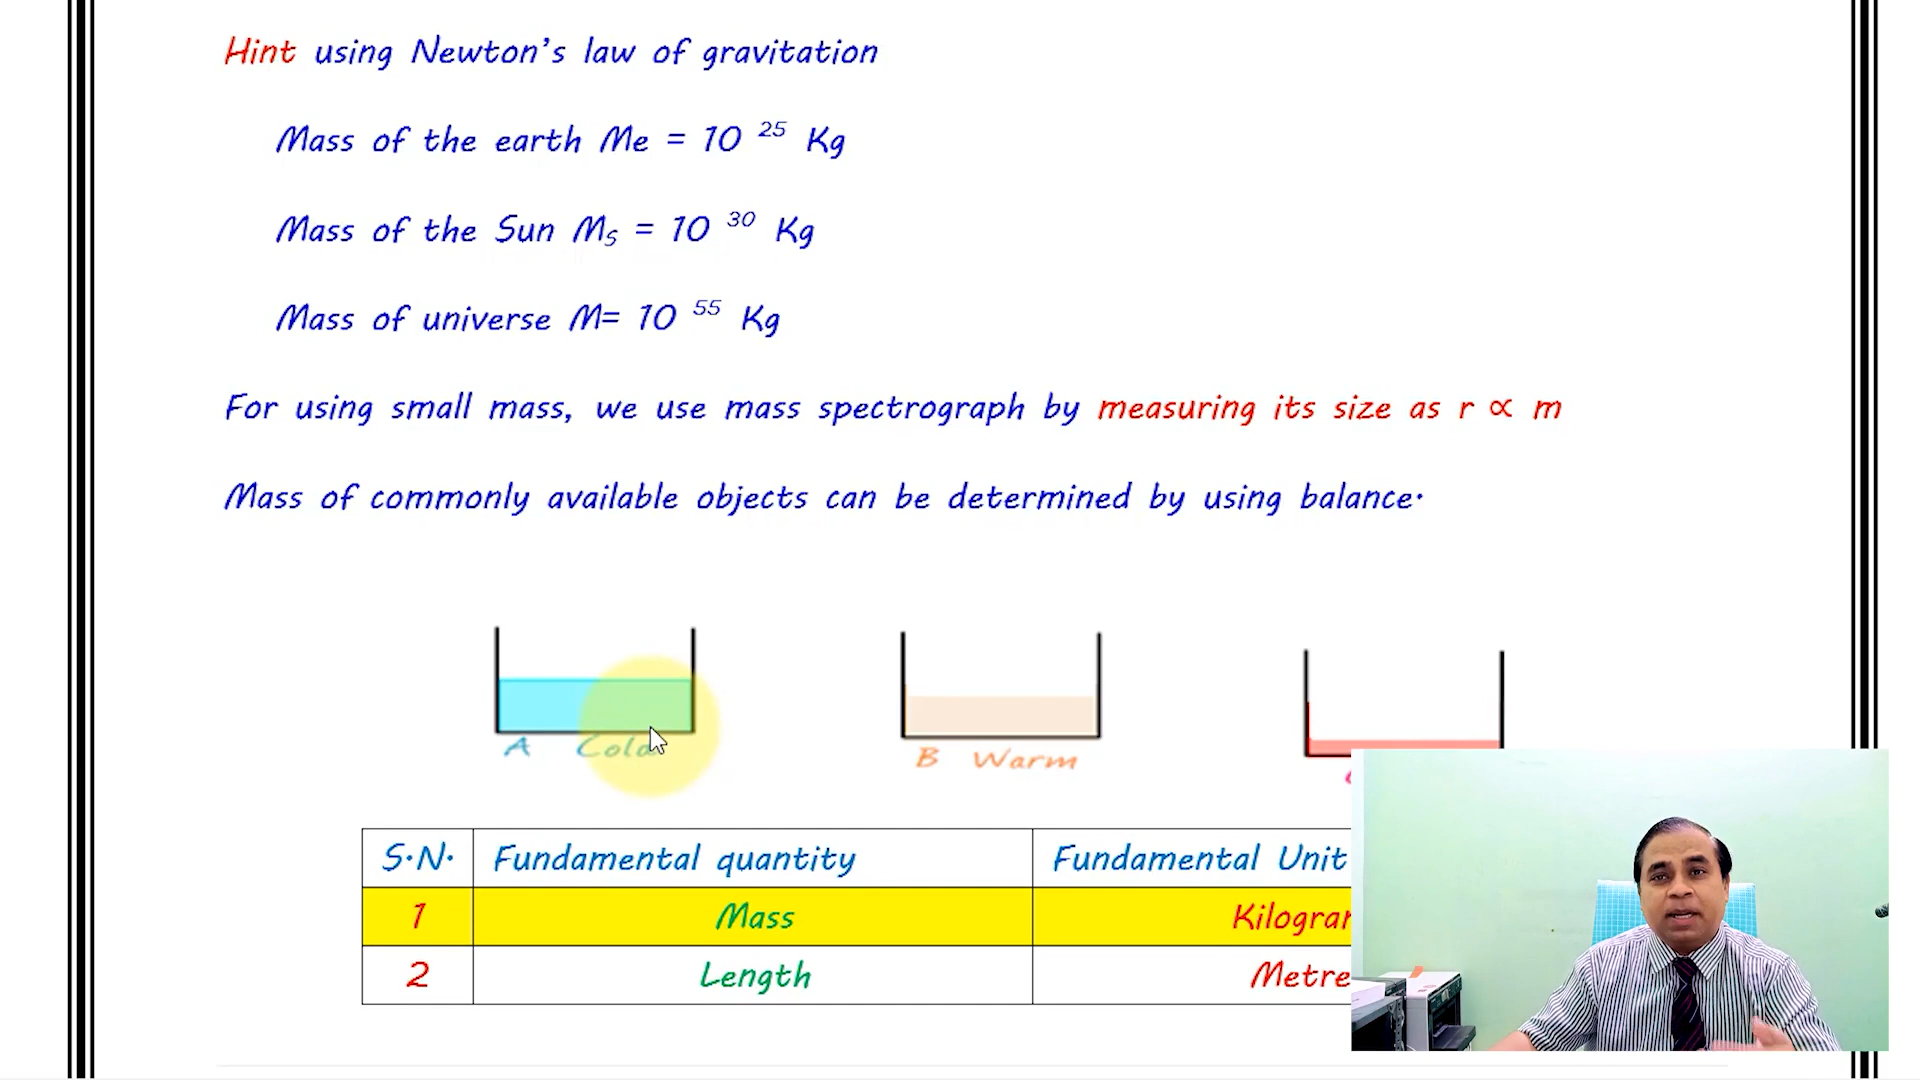 Hint using Newton's law of gravitation
Mass of the earth Me = 10 ²⁵ Kg
Mass of the Sun Mₛ = 10 ³⁰ Kg
Mass of universe M= 10 ⁵⁵ Kg
For using small mass, we use mass spectrograph by measuring its size as r ∝ m
Mass of commonly available objects can be determined by using balance.
A Cold
B Warm
S.N. Fundamental quantity Fundamental Unit
1 Mass
2 Length Metre